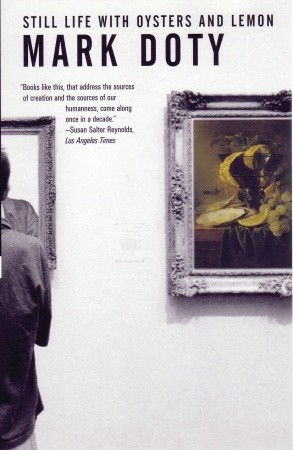 STILL LIFE WITH OYSTERS AND LEMON
MARK DOTY
"Books like this, that address the sources
of creation and the sources of our
humanness, come along
once in a decade."
—Susan Salter Reynolds,
Los Angeles Times